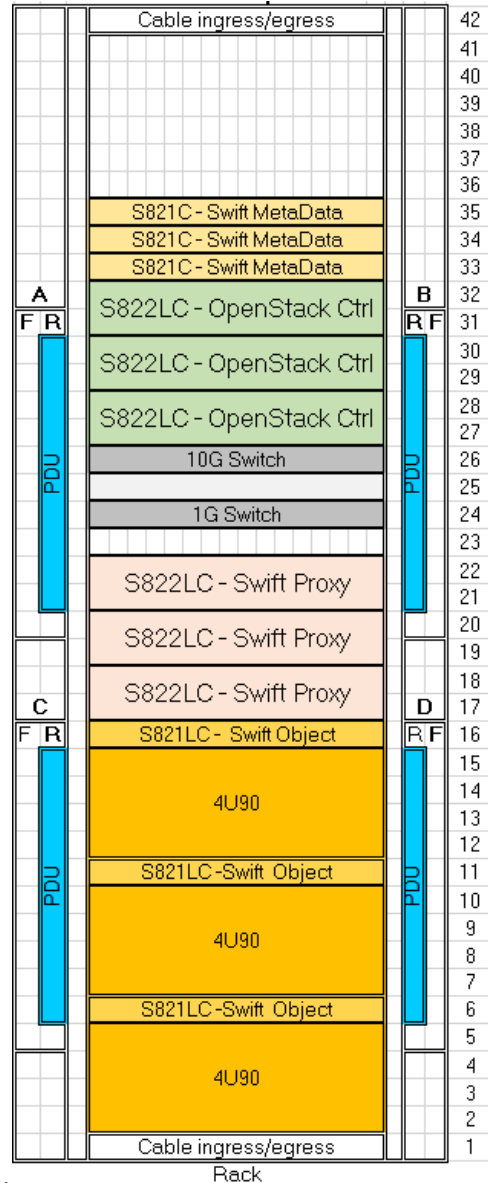 Cable ingress/egress 42
41
40
39
38
37
36
S821C - Swift MetaData 35
S821C - Swift MetaData 34
S821C - Swift MetaData 33
A S822LC - OpenStack Ctrl B 32
F R R F 31
S822LC - OpenStack Ctrl 30
29
S822LC - OpenStack Ctrl 28
27
PDU 10G Switch PDU 26
25
1G Switch 24
23
S822LC - Swift Proxy 22
21
S822LC - Swift Proxy 20
19
S822LC - Swift Proxy 18
C D 17
F R S821LC - Swift Object R F 16
15
4U90 14
13
12
PDU S821LC -Swift Object PDU 11
10
4U90 9
8
7
S821LC -Swift Object 6
5
4U90 4
3
2
Cable ingress/egress 1
Rack